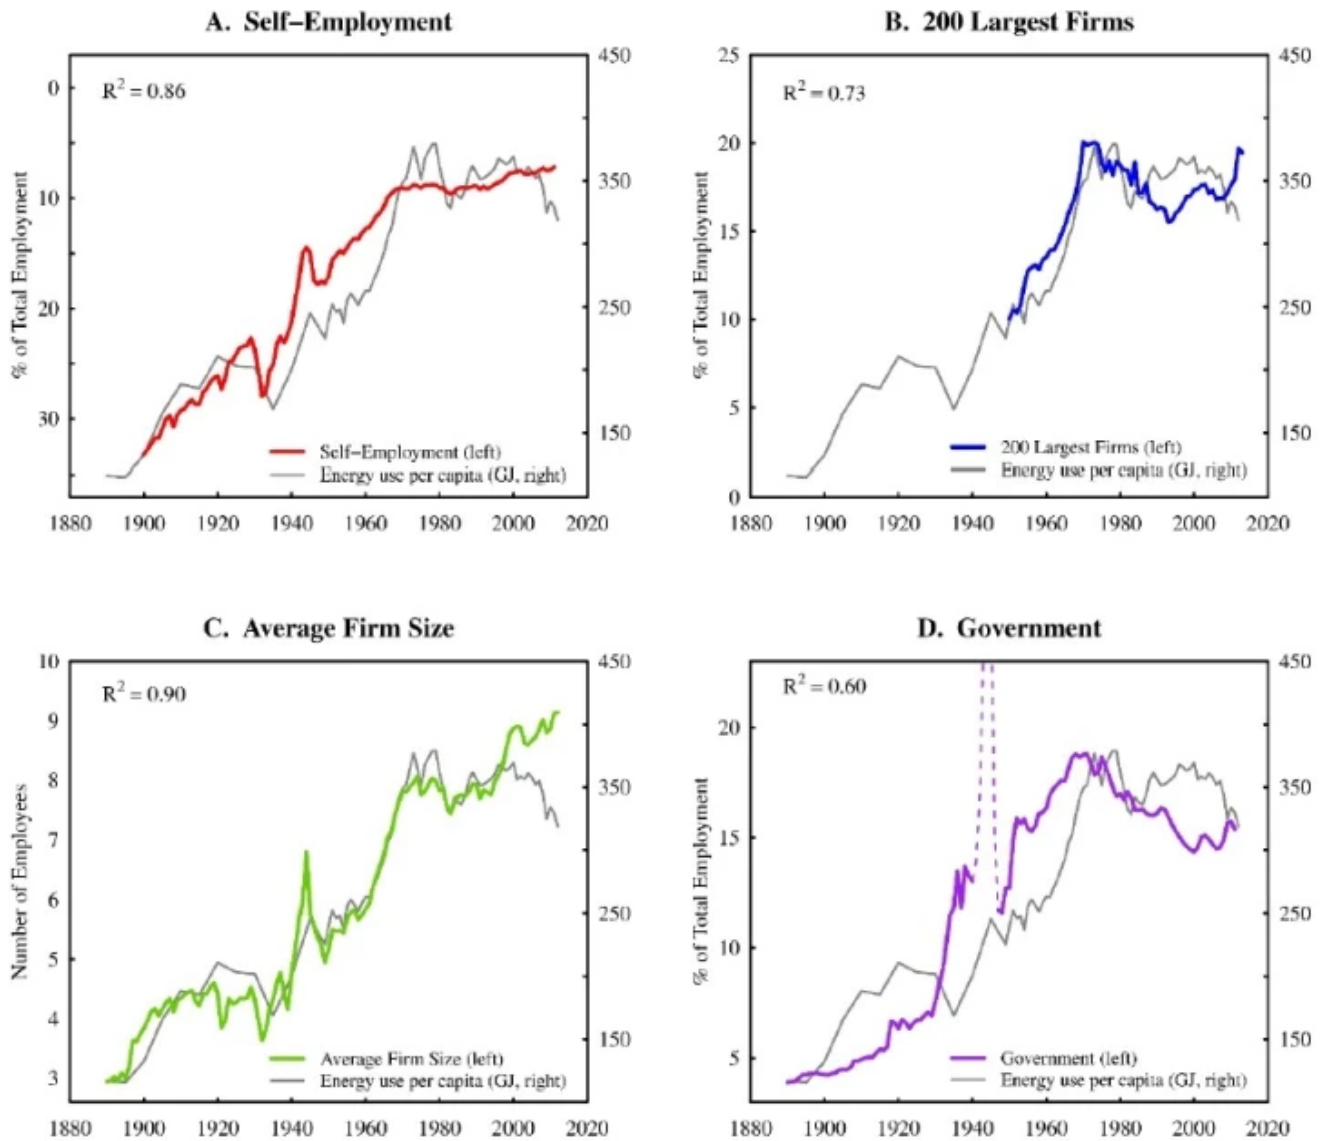 A. Self−Employment
R² = 0.86
% of Total Employment
0
10
20
30
450
350
250
150
Self−Employment (left)
Energy use per capita (GJ, right)
1880 1900 1920 1940 1960 1980 2000 2020
B. 200 Largest Firms
R² = 0.73
% of Total Employment
25
20
15
10
5
0
450
350
250
150
200 Largest Firms (left)
Energy use per capita (GJ, right)
1880 1900 1920 1940 1960 1980 2000 2020
C. Average Firm Size
R² = 0.90
Number of Employees
10
9
8
7
6
5
4
3
450
350
250
150
Average Firm Size (left)
Energy use per capita (GJ, right)
1880 1900 1920 1940 1960 1980 2000 2020
D. Government
R² = 0.60
% of Total Employment
20
15
10
5
450
350
250
150
Government (left)
Energy use per capita (GJ, right)
1880 1900 1920 1940 1960 1980 2000 2020